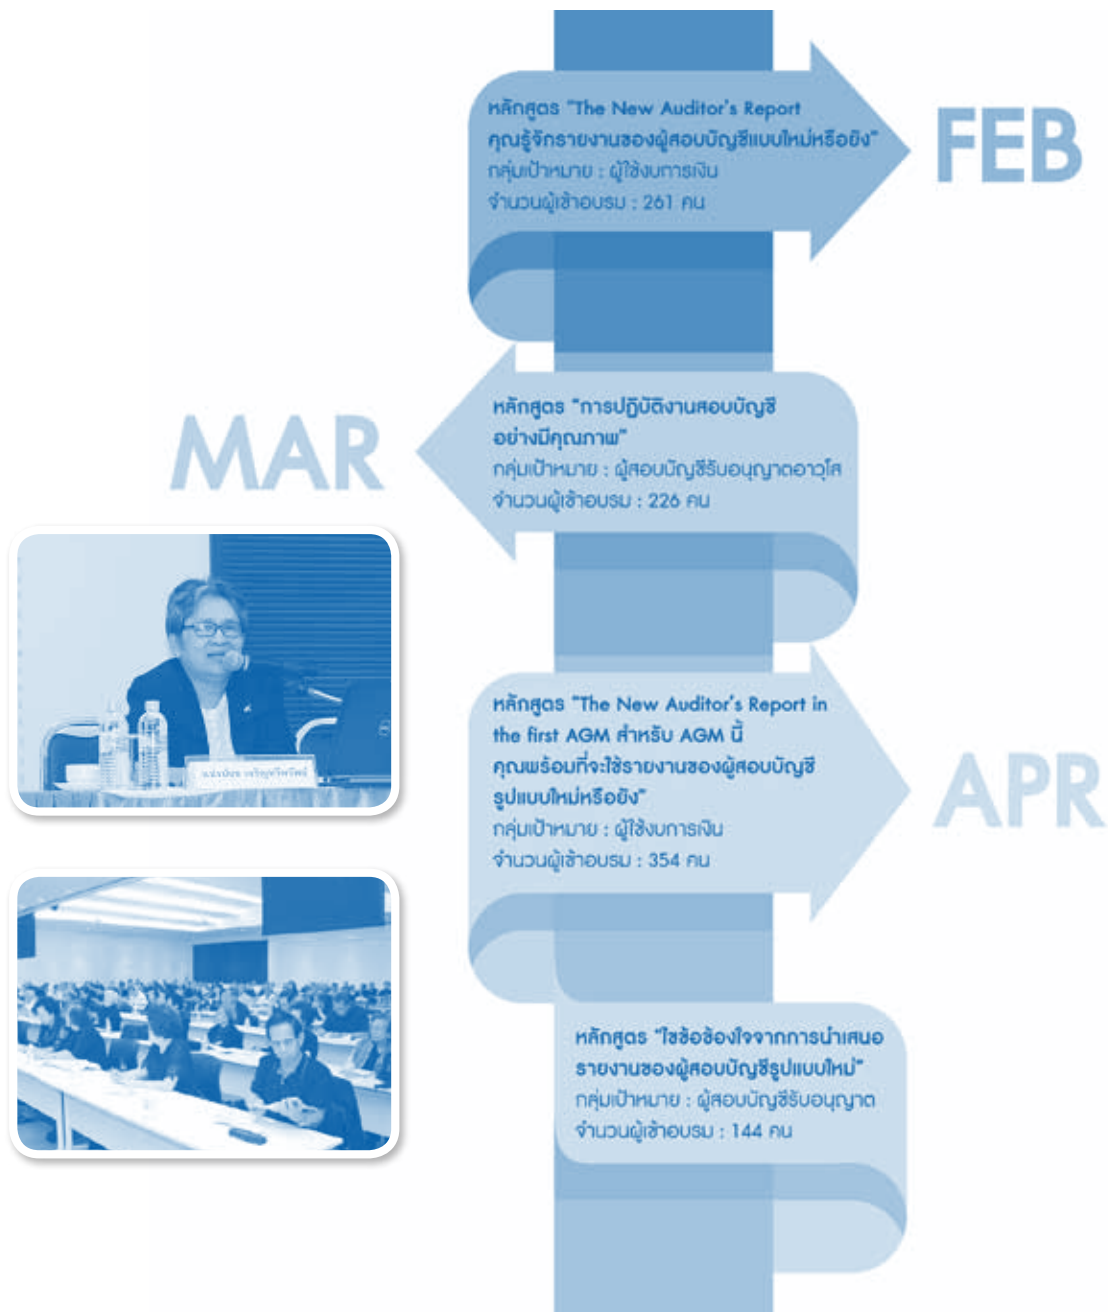 หลักสูตร “The New Auditor’s Report
คุณรู้จักรายงานของผู้สอบบัญชีแบบใหม่หรือยัง”
กลุ่มเป้าหมาย : ผู้ใช้งบการเงิน
จำนวนผู้เข้าอบรม : 261 คน
FEB
MAR
หลักสูตร “การปฏิบัติงานสอบบัญชี
อย่างมีคุณภาพ”
กลุ่มเป้าหมาย : ผู้สอบบัญชีรับอนุญาตอาวุโส
จำนวนผู้เข้าอบรม : 226 คน
หลักสูตร “The New Auditor’s Report in
the first AGM สำหรับ AGM นี้
คุณพร้อมที่จะใช้รายงานของผู้สอบบัญชี
รูปแบบใหม่หรือยัง”
กลุ่มเป้าหมาย : ผู้ใช้งบการเงิน
จำนวนผู้เข้าอบรม : 354 คน
APR
หลักสูตร “ไขข้อข้องใจจากการนำเสนอ
รายงานของผู้สอบบัญชีรูปแบบใหม่”
กลุ่มเป้าหมาย : ผู้สอบบัญชีรับอนุญาต
จำนวนผู้เข้าอบรม : 144 คน